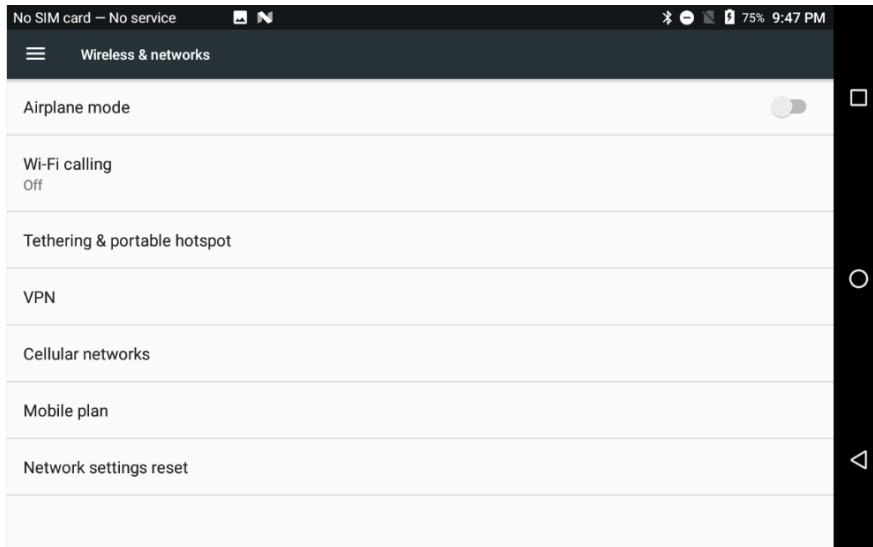 No SIM card — No service 75% 9:47 PM
Wireless & networks
Airplane mode
Wi-Fi calling
Off
Tethering & portable hotspot
VPN
Cellular networks
Mobile plan
Network settings reset